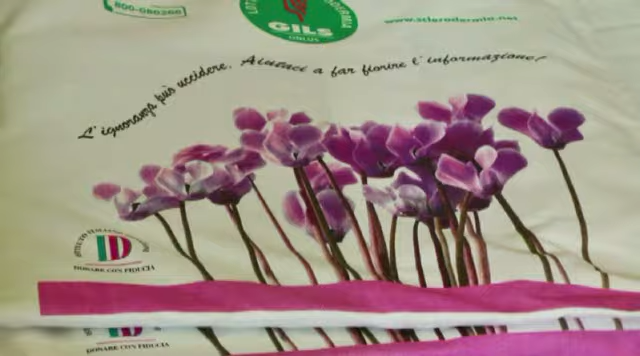 800-080266
GILS
ONLUS
www.sclerodermia.net
L'ignoranza può uccidere. Aiutaci a far fiorire l'informazione!
ID
DONARE CON FIDUCIA
DONARE CON FIDUCIA